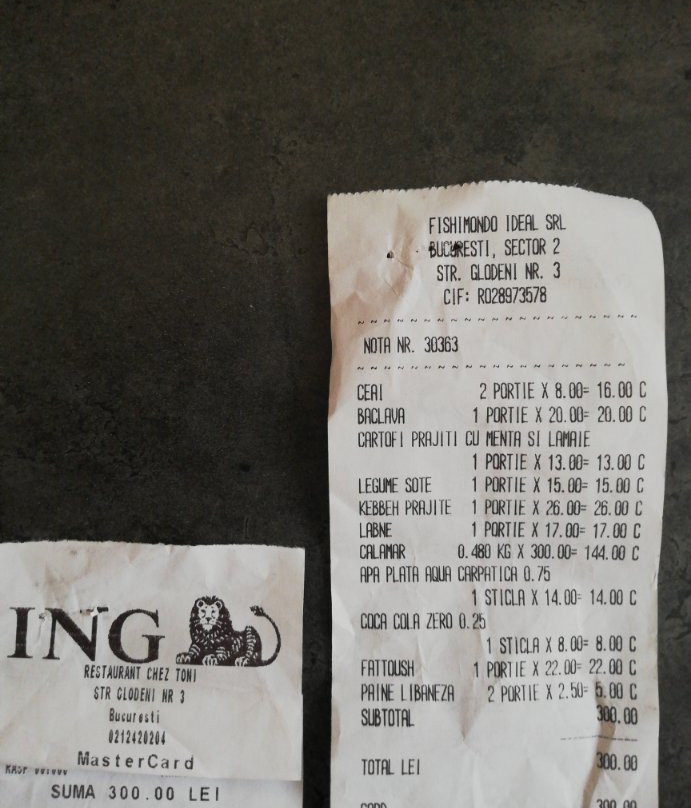 FISHIMONDO IDEAL SRL
BUCURESTI, SECTOR 2
STR. GLODENI NR. 3
CIF: RO28973578
NOTA NR. 30363
CEAI 2 PORTIE X 8.00= 16.00 C
BACLAVA 1 PORTIE X 20.00= 20.00 C
CARTOFI PRAJITI CU MENTA SI LAMAIE
1 PORTIE X 13.00= 13.00 C
LEGUME SOTE 1 PORTIE X 15.00= 15.00 C
KEBBEH PRAJITE 1 PORTIE X 26.00= 26.00 C
LABNE 1 PORTIE X 17.00= 17.00 C
CALAMAR 0.480 KG X 300.00= 144.00 C
APA PLATA AQUA CARPATICA 0.75
1 STICLA X 14.00= 14.00 C
COCA COLA ZERO 0.25
1 STICLA X 8.00= 8.00 C
FATTOUSH 1 PORTIE X 22.00= 22.00 C
PAINE LIBANEZA 2 PORTIE X 2.50= 5.00 C
SUBTOTAL 300.00
TOTAL LEI 300.00
CARD 300.00
ING
RESTAURANT CHEZ TONI
STR GLODENI NR 3
Bucuresti
0212420204
MasterCard
SUMA 300.00 LEI